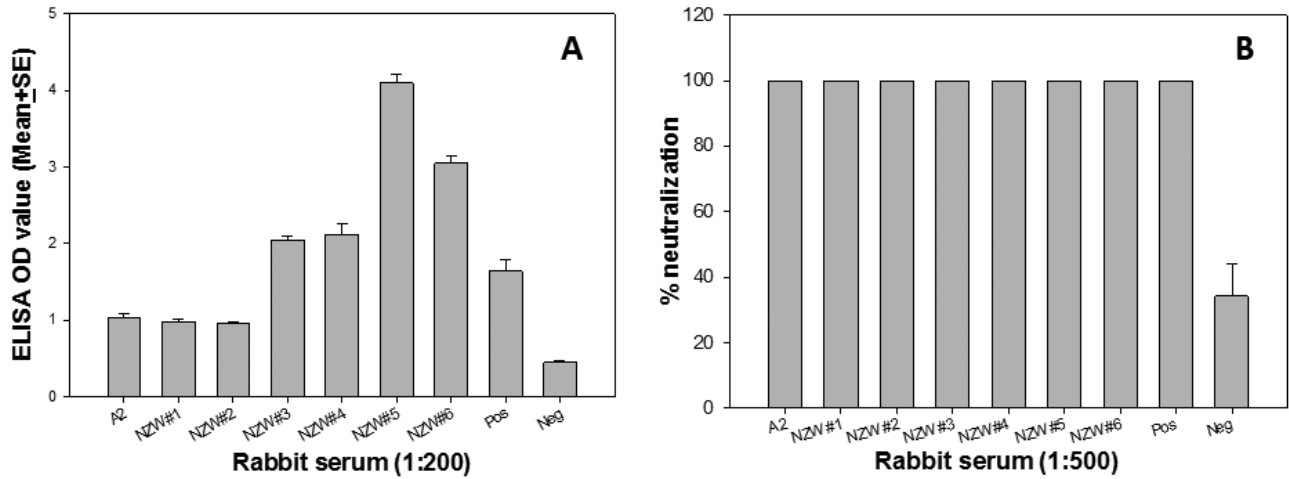 A
ELISA OD value (Mean+SE)
5
4
3
2
1
0
A2
NZW#1
NZW#2
NZW#3
NZW#4
NZW#5
NZW#6
Pos
Neg
Rabbit serum (1:200)
B
% neutralization
120
100
80
60
40
20
0
A2
NZW#1
NZW#2
NZW#3
NZW#4
NZW#5
NZW#6
Pos
Neg
Rabbit serum (1:500)